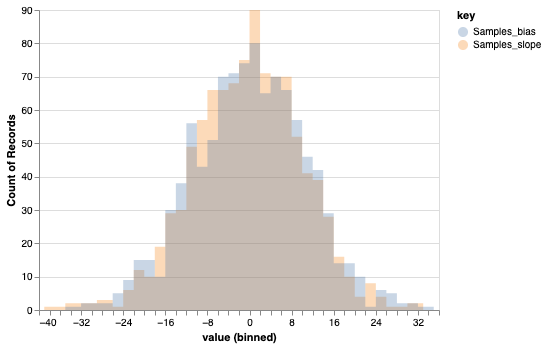 90
80
70
60
50
40
30
20
10
0
Count of Records
−40 −32 −24 −16 −8 0 8 16 24 32
value (binned)
key
Samples_bias
Samples_slope